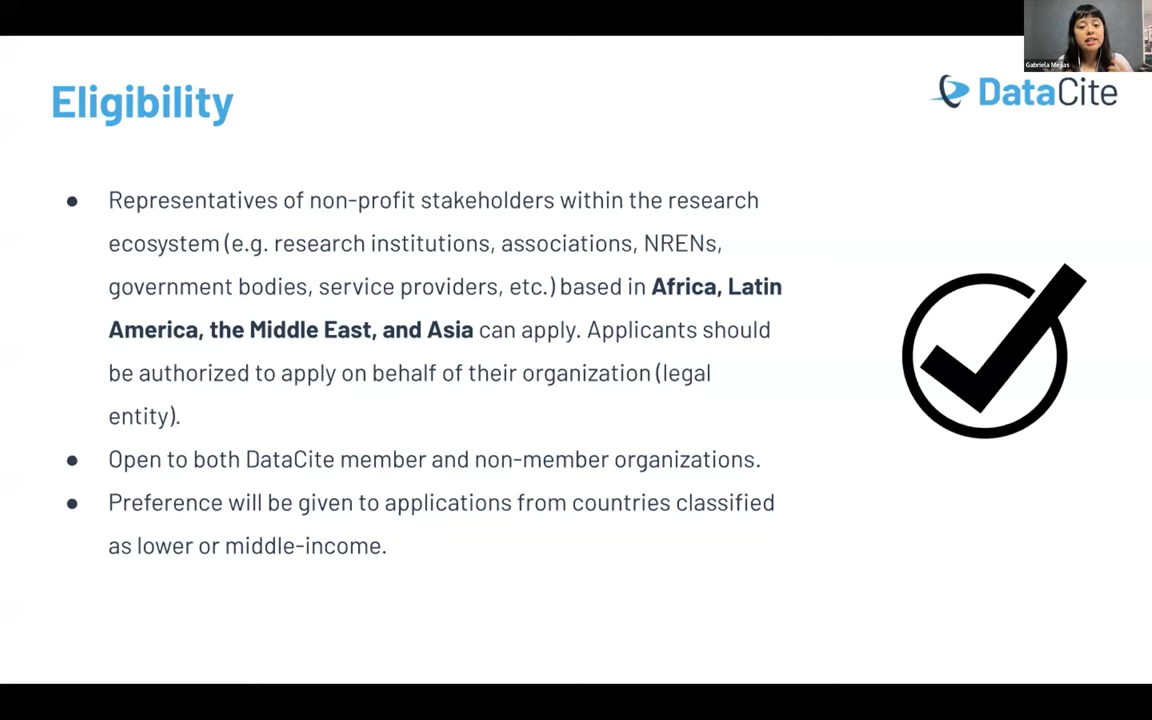 Gabriela Mejias
Eligibility
DataCite
● Representatives of non-profit stakeholders within the research
ecosystem (e.g. research institutions, associations, NRENs,
government bodies, service providers, etc.) based in Africa, Latin
America, the Middle East, and Asia can apply. Applicants should
be authorized to apply on behalf of their organization (legal
entity).
● Open to both DataCite member and non-member organizations.
● Preference will be given to applications from countries classified
as lower or middle-income.